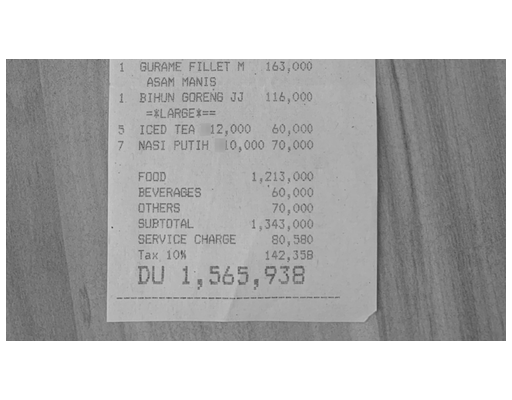 1 GURAME FILLET M 163,000
ASAM MANIS
1 BIHUN GORENG JJ 116,000
=*LARGE*==
5 ICED TEA 12,000 60,000
7 NASI PUTIH 10,000 70,000
FOOD 1,213,000
BEVERAGES 60,000
OTHERS 70,000
SUBTOTAL 1,343,000
SERVICE CHARGE 80,580
Tax 10% 142,358
DU 1,565,938